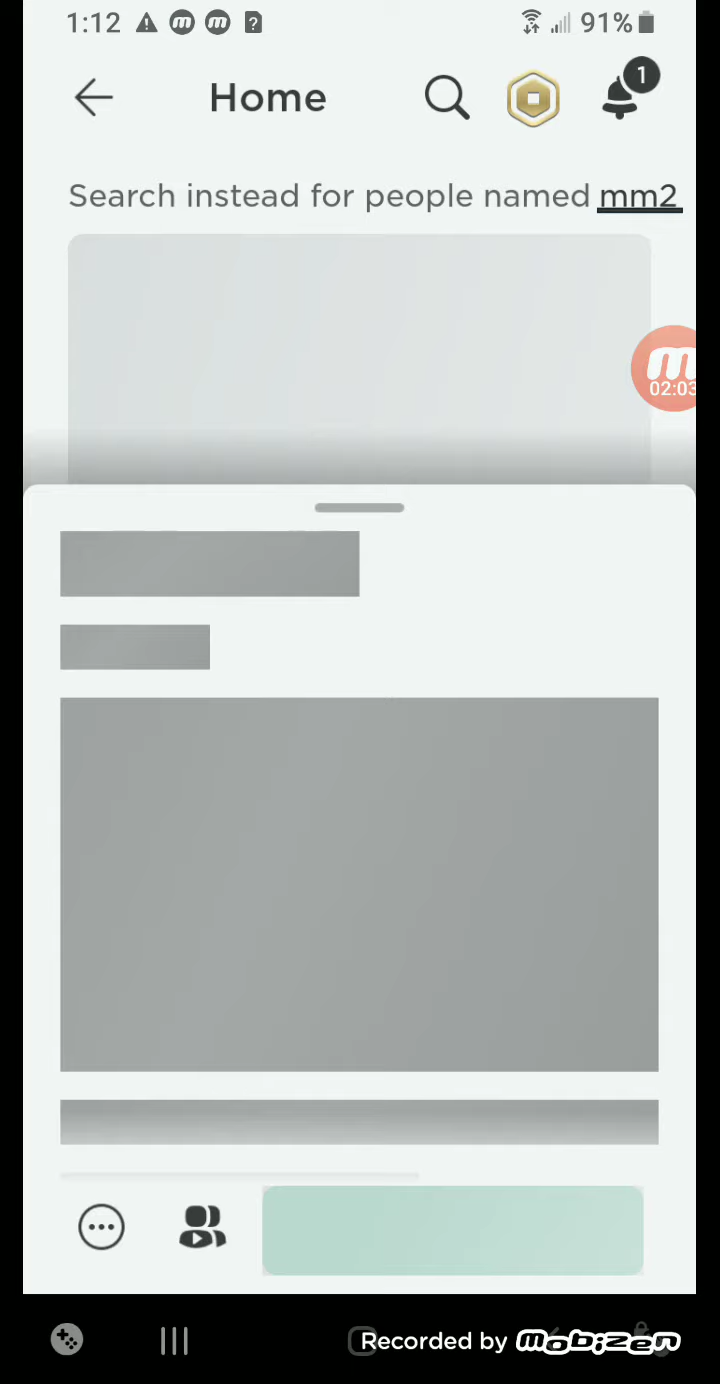 1:12
91%
Home
1
Search instead for people named mm2
m
02:03
Recorded by mobizen